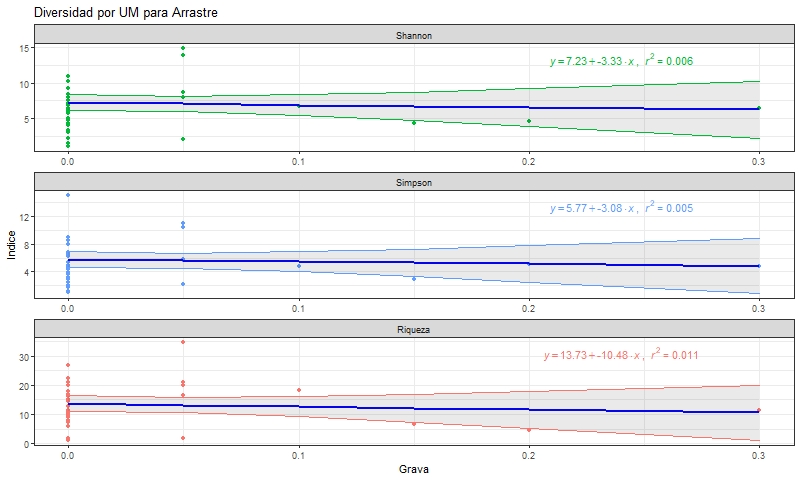 Diversidad por UM para Arrastre
Shannon
15
10
5
y = 7.23 + -3.33 · x , r² = 0.006
0.0 0.1 0.2 0.3
Simpson
12
8
4
y = 5.77 + -3.08 · x , r² = 0.005
0.0 0.1 0.2 0.3
Indice
Riqueza
30
20
10
0
y = 13.73 + -10.48 · x , r² = 0.011
0.0 0.1 0.2 0.3
Grava